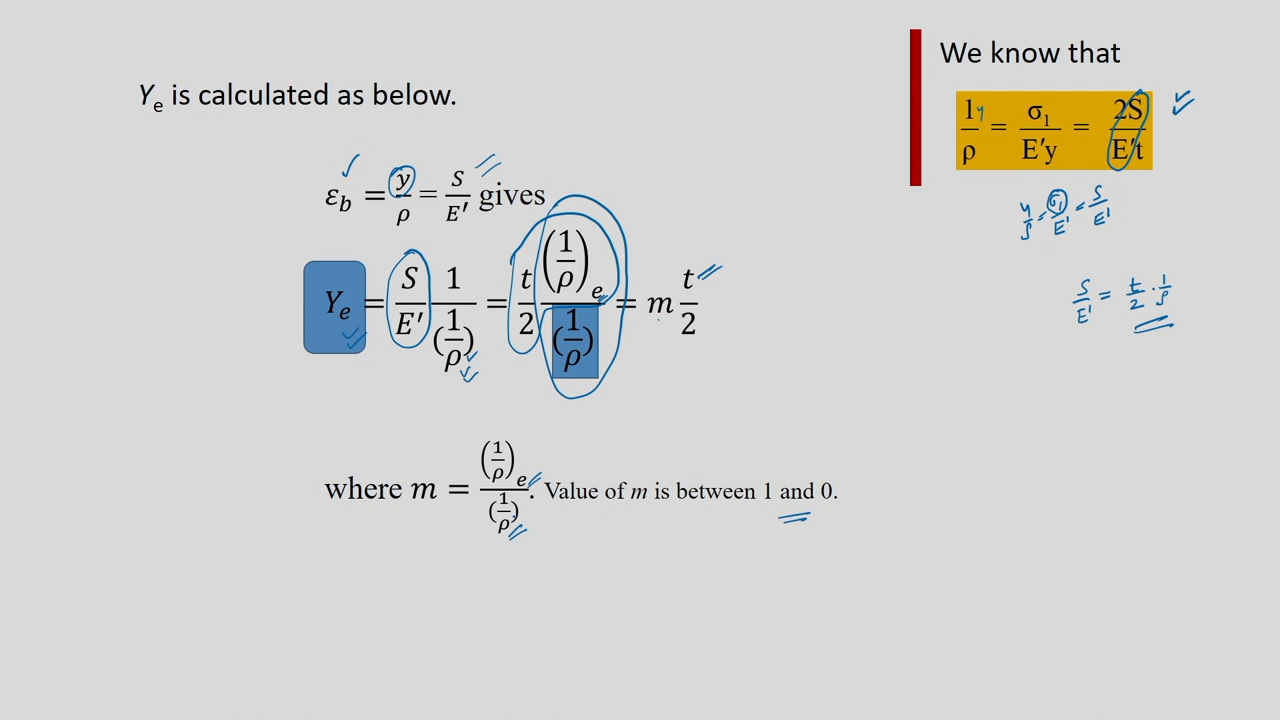 Yₑ is calculated as below.
ε_b = y/ρ = S/E′ gives
Yₑ = S/E′ 1/(1/ρ) = t/2 (1/ρ)ₑ/(1/ρ) = m t/2
where m = (1/ρ)ₑ/(1/ρ). Value of m is between 1 and 0.
We know that
1/ρ y = σ₁/E′y = 2S/E′t
y/ρ = σ₁/E′ = S/E′
S/E′ = t/2 · 1/ρ